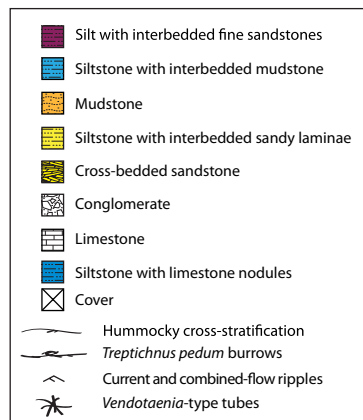 Silt with interbedded fine sandstones
Siltstone with interbedded mudstone
Mudstone
Siltstone with interbedded sandy laminae
Cross-bedded sandstone
Conglomerate
Limestone
Siltstone with limestone nodules
Cover
Hummocky cross-stratification
Treptichnus pedum burrows
Current and combined-flow ripples
Vendotaenia-type tubes